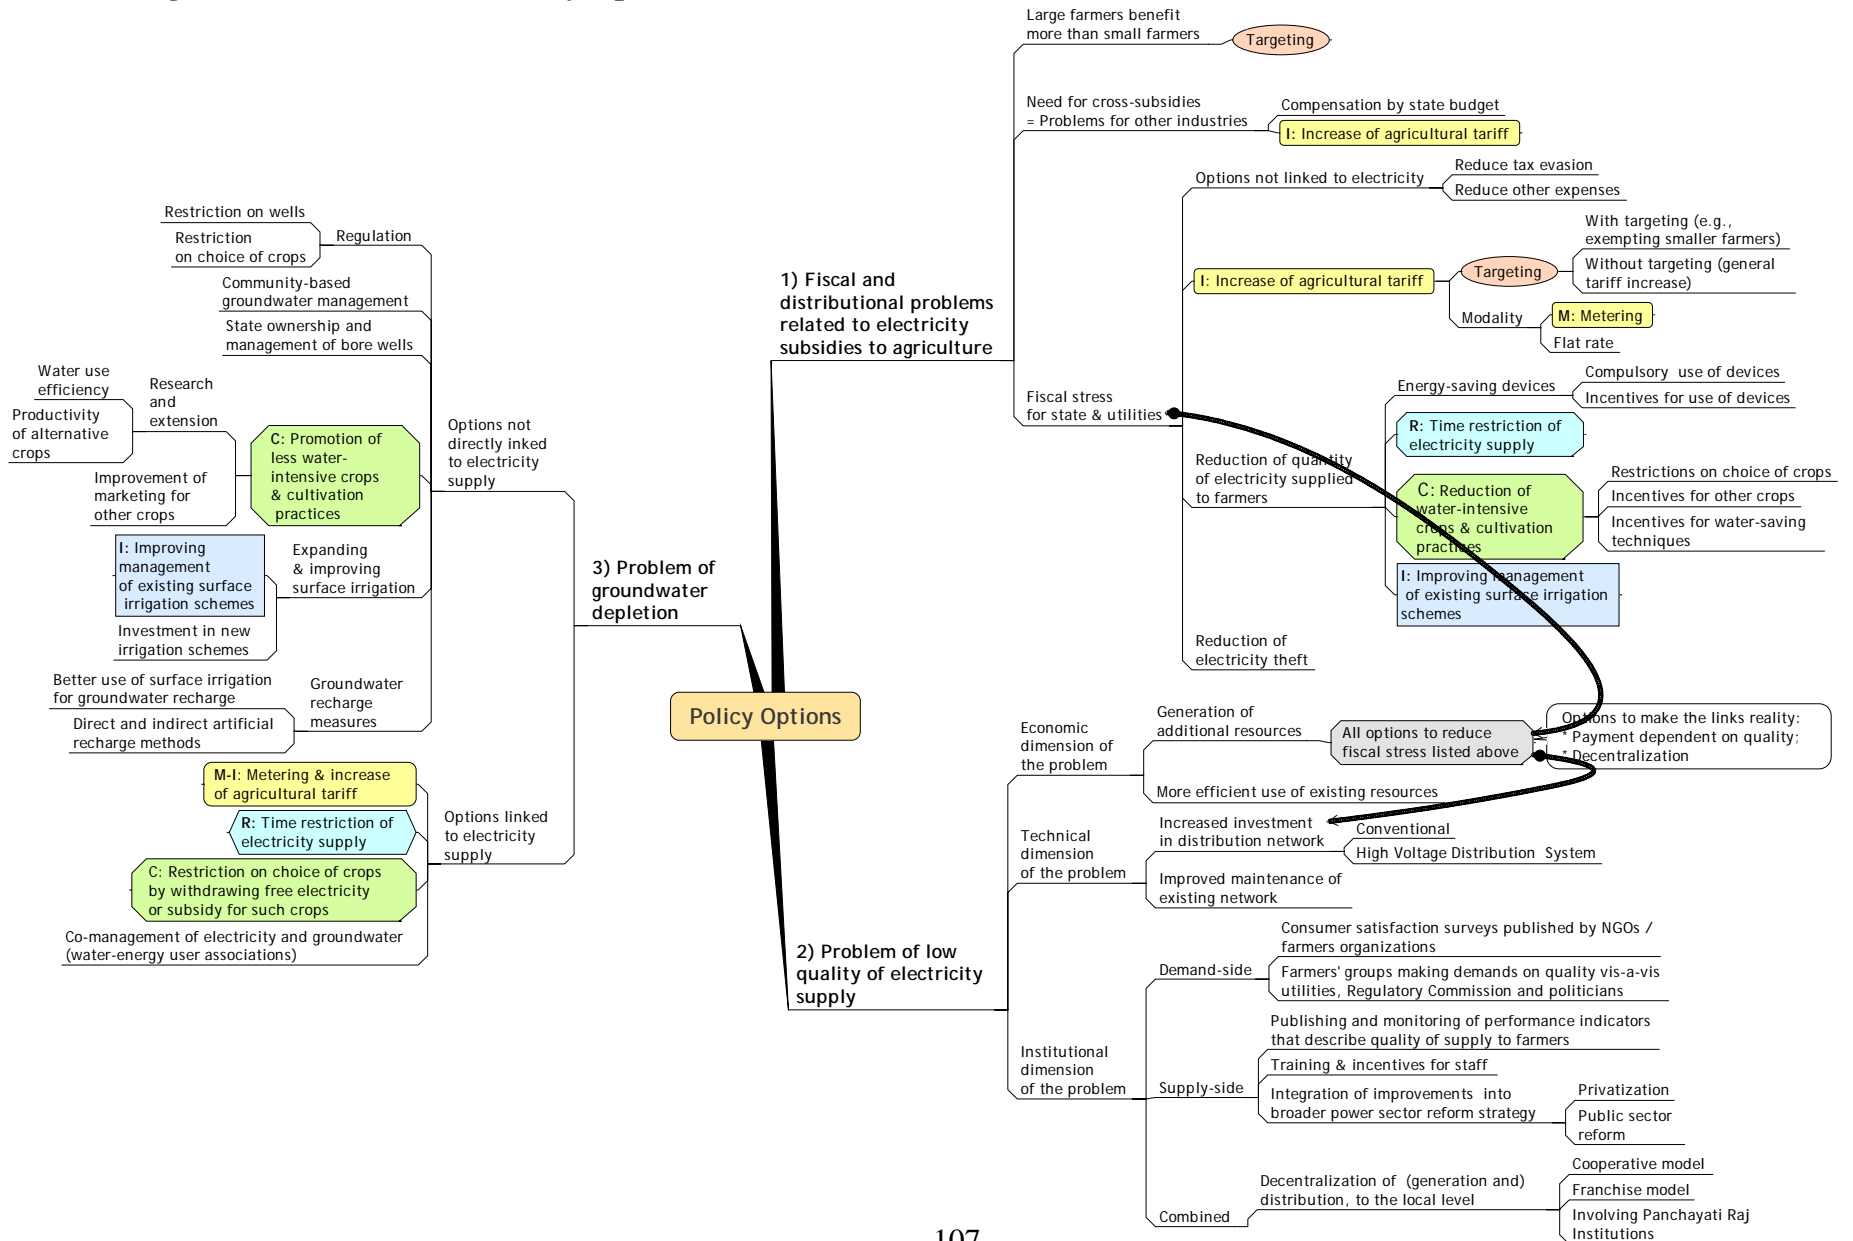 Large farmers benefit
more than small farmers
Targeting
Need for cross-subsidies
= Problems for other industries
Compensation by state budget
I: Increase of agricultural tariff
Options not linked to electricity
Reduce tax evasion
Reduce other expenses
1) Fiscal and
distributional problems
related to electricity
subsidies to agriculture
I: Increase of agricultural tariff
Targeting
With targeting (e.g.,
exempting smaller farmers)
Without targeting (general
tariff increase)
Modality
M: Metering
Flat rate
Fiscal stress
for state & utilities
Reduction of quantity
of electricity supplied
to farmers
Energy-saving devices
Compulsory use of devices
Incentives for use of devices
R: Time restriction of
electricity supply
C: Reduction of
water-intensive
crops & cultivation
practices
Restrictions on choice of crops
Incentives for other crops
Incentives for water-saving
techniques
I: Improving management
of existing surface irrigation
schemes
Reduction of
electricity theft
Policy Options
2) Problem of low
quality of electricity
supply
Economic
dimension of
the problem
Generation of
additional resources
All options to reduce
fiscal stress listed above
Options to make the links reality:
* Payment dependent on quality;
* Decentralization
More efficient use of existing resources
Technical
dimension
of the problem
Increased investment
in distribution network
Conventional
High Voltage Distribution System
Improved maintenance of
existing network
Institutional
dimension
of the problem
Demand-side
Consumer satisfaction surveys published by NGOs /
farmers organizations
Farmers' groups making demands on quality vis-a-vis
utilities, Regulatory Commission and politicians
Supply-side
Publishing and monitoring of performance indicators
that describe quality of supply to farmers
Training & incentives for staff
Integration of improvements into
broader power sector reform strategy
Privatization
Public sector
reform
Combined
Decentralization of (generation and)
distribution, to the local level
Cooperative model
Franchise model
Involving Panchayati Raj
Institutions
3) Problem of
groundwater
depletion
Options not
directly inked
to electricity
supply
Regulation
Restriction on wells
Restriction
on choice of crops
Community-based
groundwater management
State ownership and
management of bore wells
C: Promotion of
less water-
intensive crops
& cultivation
practices
Research
and
extension
Water use
efficiency
Productivity
of alternative
crops
Improvement of
marketing for
other crops
Expanding
& improving
surface irrigation
I: Improving
management
of existing surface
irrigation schemes
Investment in new
irrigation schemes
Groundwater
recharge
measures
Better use of surface irrigation
for groundwater recharge
Direct and indirect artificial
recharge methods
Options linked
to electricity
supply
M-I: Metering & increase
of agricultural tariff
R: Time restriction of
electricity supply
C: Restriction on choice of crops
by withdrawing free electricity
or subsidy for such crops
Co-management of electricity and groundwater
(water-energy user associations)
107